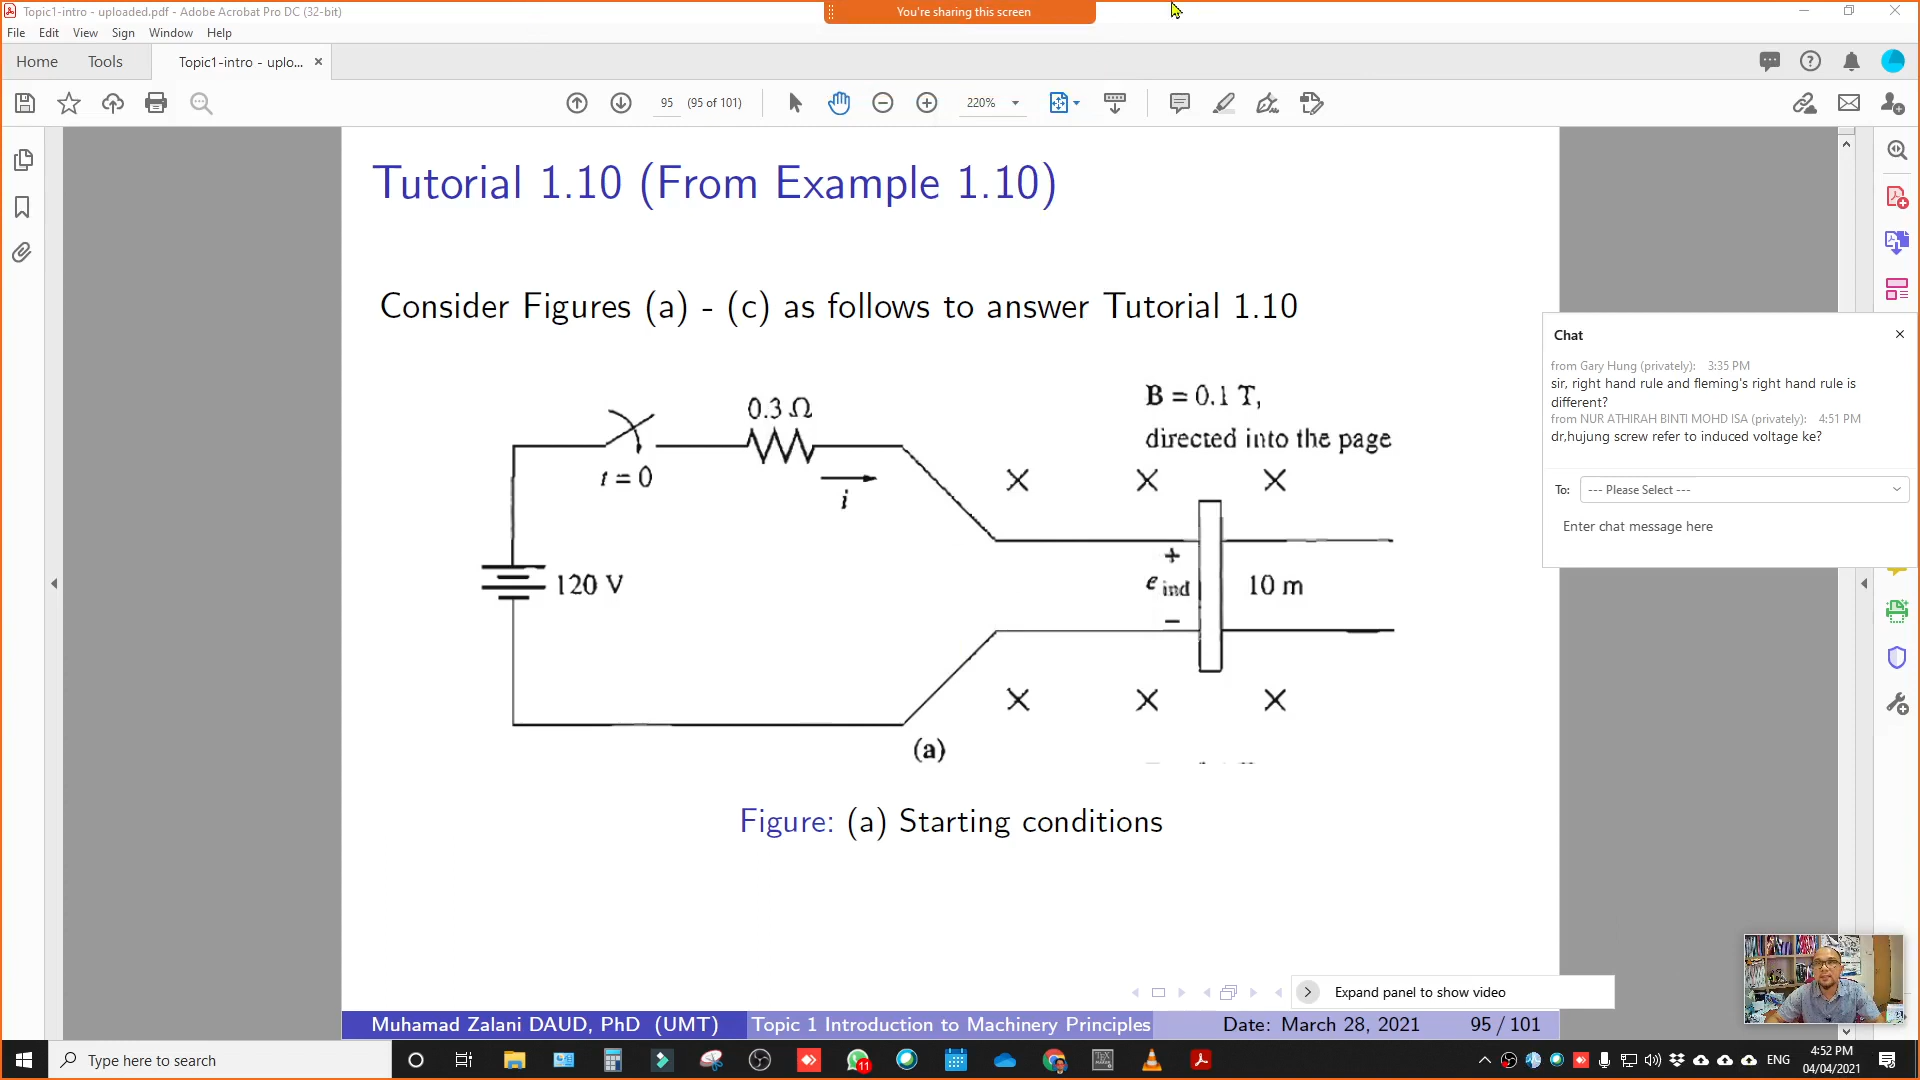 Topic1-intro - uploaded.pdf - Adobe Acrobat Pro DC (32-bit)
You're sharing this screen
File Edit View Sign Window Help
Home Tools Topic1-intro - uplo... ×
95 (95 of 101) 220%
Tutorial 1.10 (From Example 1.10)
Consider Figures (a) - (c) as follows to answer Tutorial 1.10
B = 0.1 T,
directed into the page
0.3 Ω
t = 0
i
120 V
+
e ind
−
10 m
(a)
Figure: (a) Starting conditions
Chat
from Gary Hung (privately): 3:35 PM
sir, right hand rule and fleming's right hand rule is
different?
from NUR ATHIRAH BINTI MOHD ISA (privately): 4:51 PM
dr,hujung screw refer to induced voltage ke?
To: --- Please Select ---
Enter chat message here
Expand panel to show video
Muhamad Zalani DAUD, PhD (UMT) Topic 1 Introduction to Machinery Principles Date: March 28, 2021 95 / 101
Type here to search
11
ENG
4:52 PM
04/04/2021